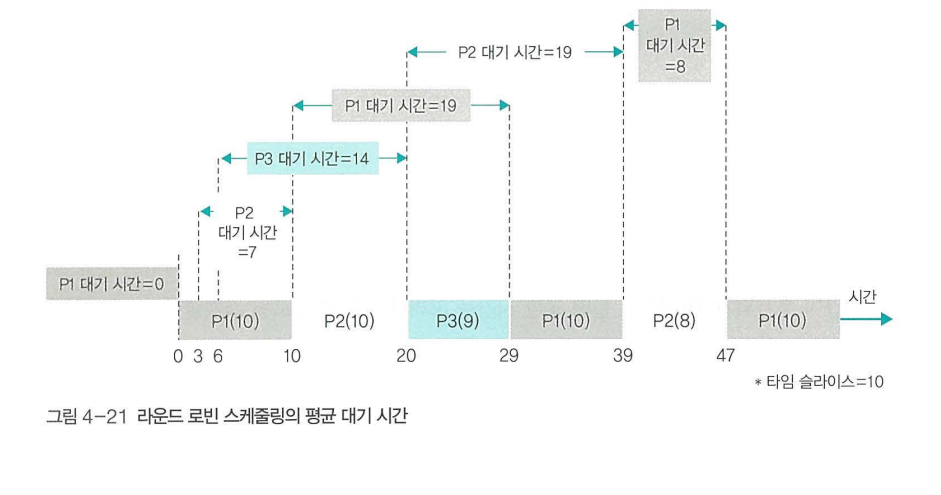 P1
대기 시간
=8
P2 대기 시간=19
P1 대기 시간=19
P3 대기 시간=14
P2
대기 시간
=7
P1 대기 시간=0
시간
P1(10) P2(10) P3(9) P1(10) P2(8) P1(10)
0 3 6 10 20 29 39 47
* 타임 슬라이스=10
그림 4-21 라운드 로빈 스케줄링의 평균 대기 시간